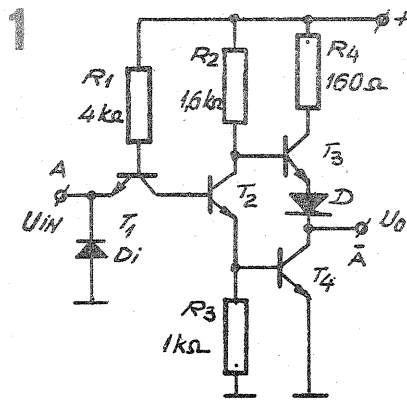 1
+
R1
4kΩ
R2
1,6kΩ
R4
160Ω
A
UiN
T1
Di
T2
T3
D
U0
Ā
T4
R3
1kΩ